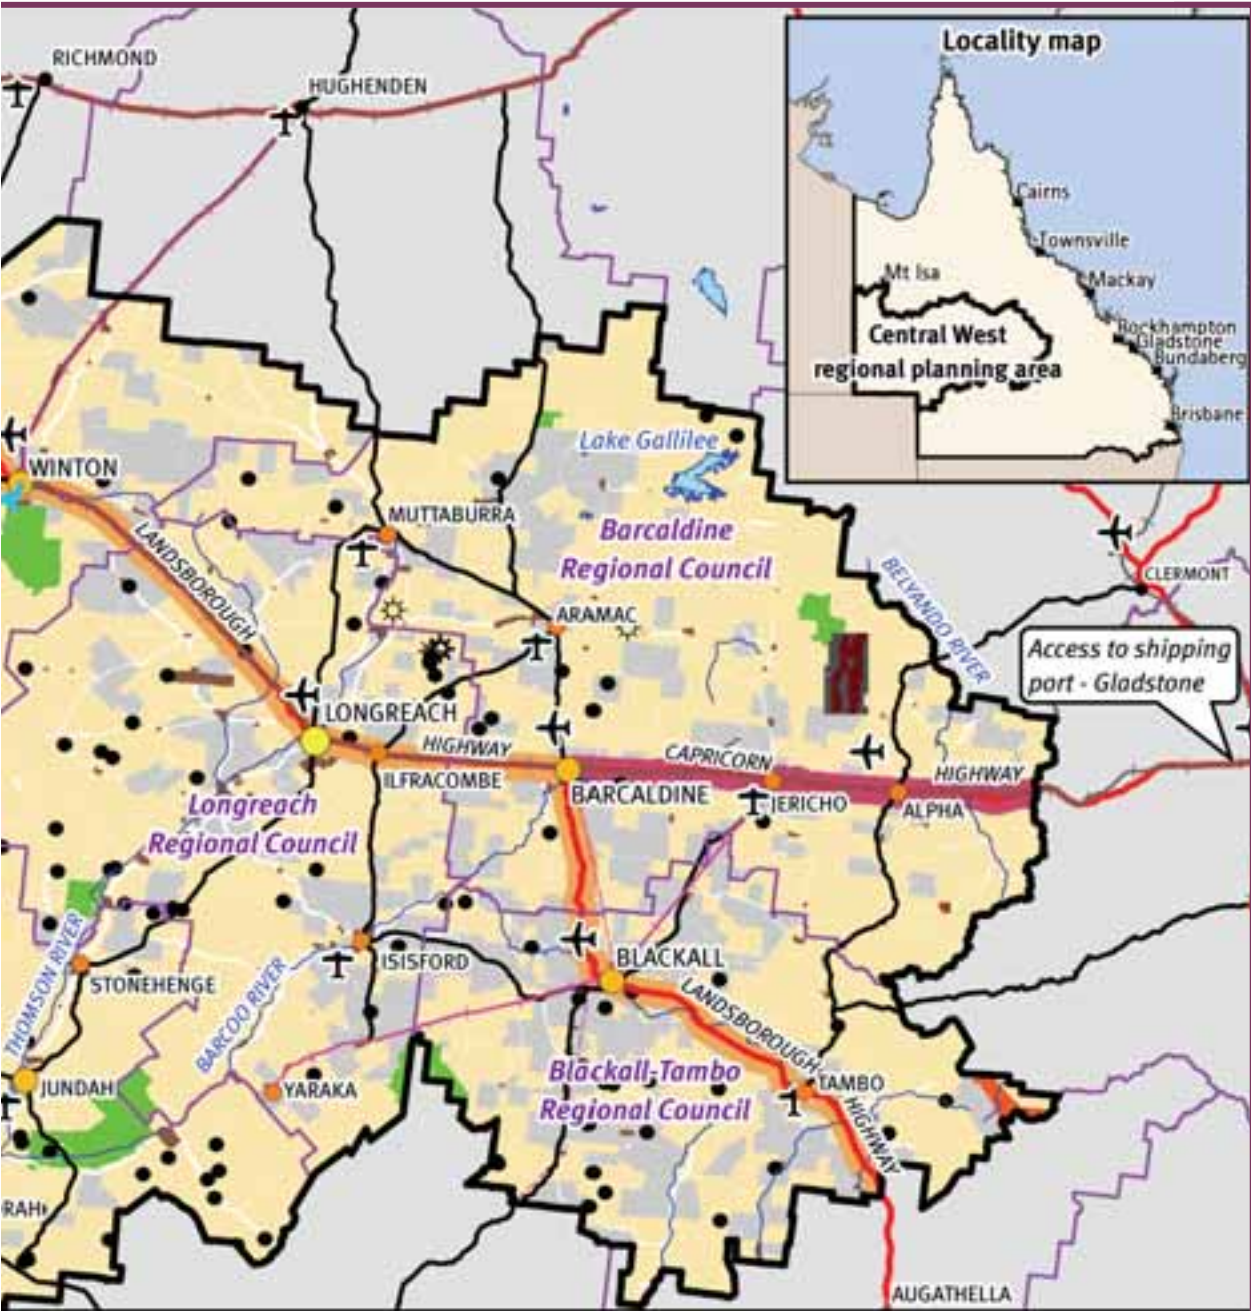 RICHMOND
HUGHENDEN
Locality map
Cairns
Townsville
Mt Isa
Mackay
Rockhampton
Gladstone
Bundaberg
Central West
regional planning area
Brisbane
Lake Gallilee
WINTON
MUTTABURRA
Barcaldine
Regional Council
LANDSBOROUGH
BELYANDO RIVER
CLERMONT
ARAMAC
Access to shipping
port - Gladstone
LONGREACH
HIGHWAY
CAPRICORN
HIGHWAY
ILFRACOMBE
BARCALDINE
JERICHO
ALPHA
Longreach
Regional Council
THOMSON RIVER
STONEHENGE
BARCOO RIVER
ISISFORD
BLACKALL
LANDSBOROUGH
HIGHWAY
JUNDAH
YARAKA
Blackall-Tambo
Regional Council
TAMBO
RAH
AUGATHELLA